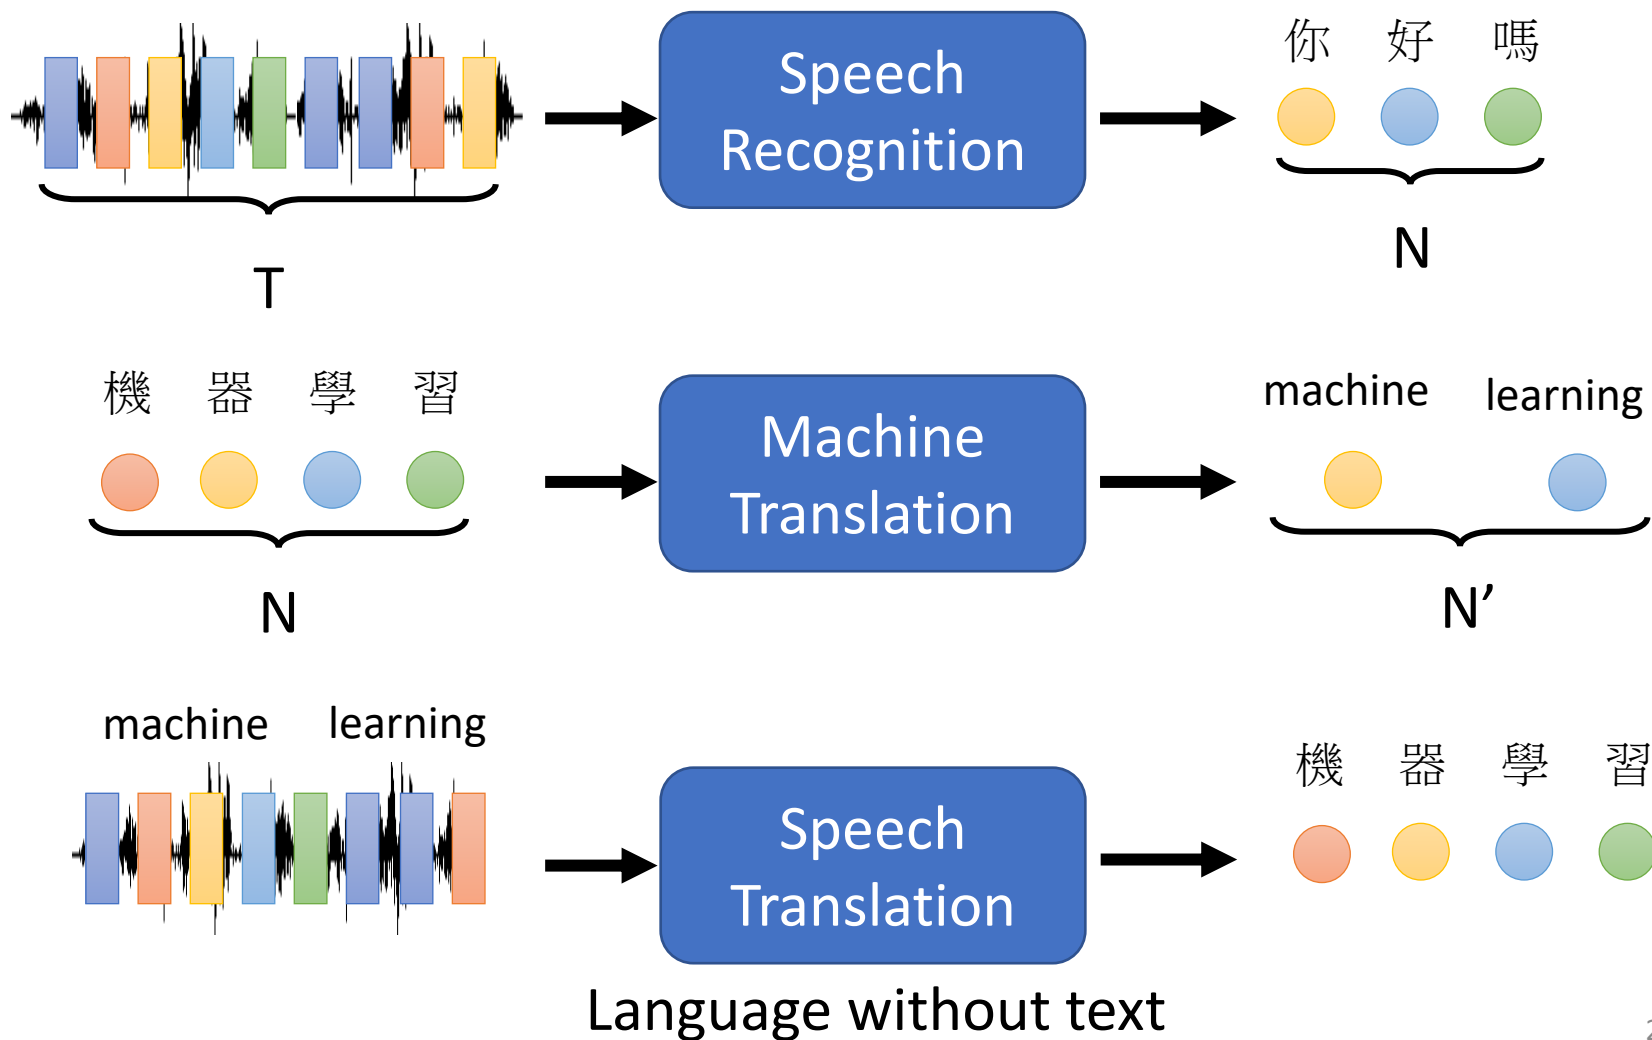 Speech
Recognition
你 好 嗎
T
N
機 器 學 習
Machine
Translation
machine learning
N
N’
machine learning
Speech
Translation
機 器 學 習
Language without text
2